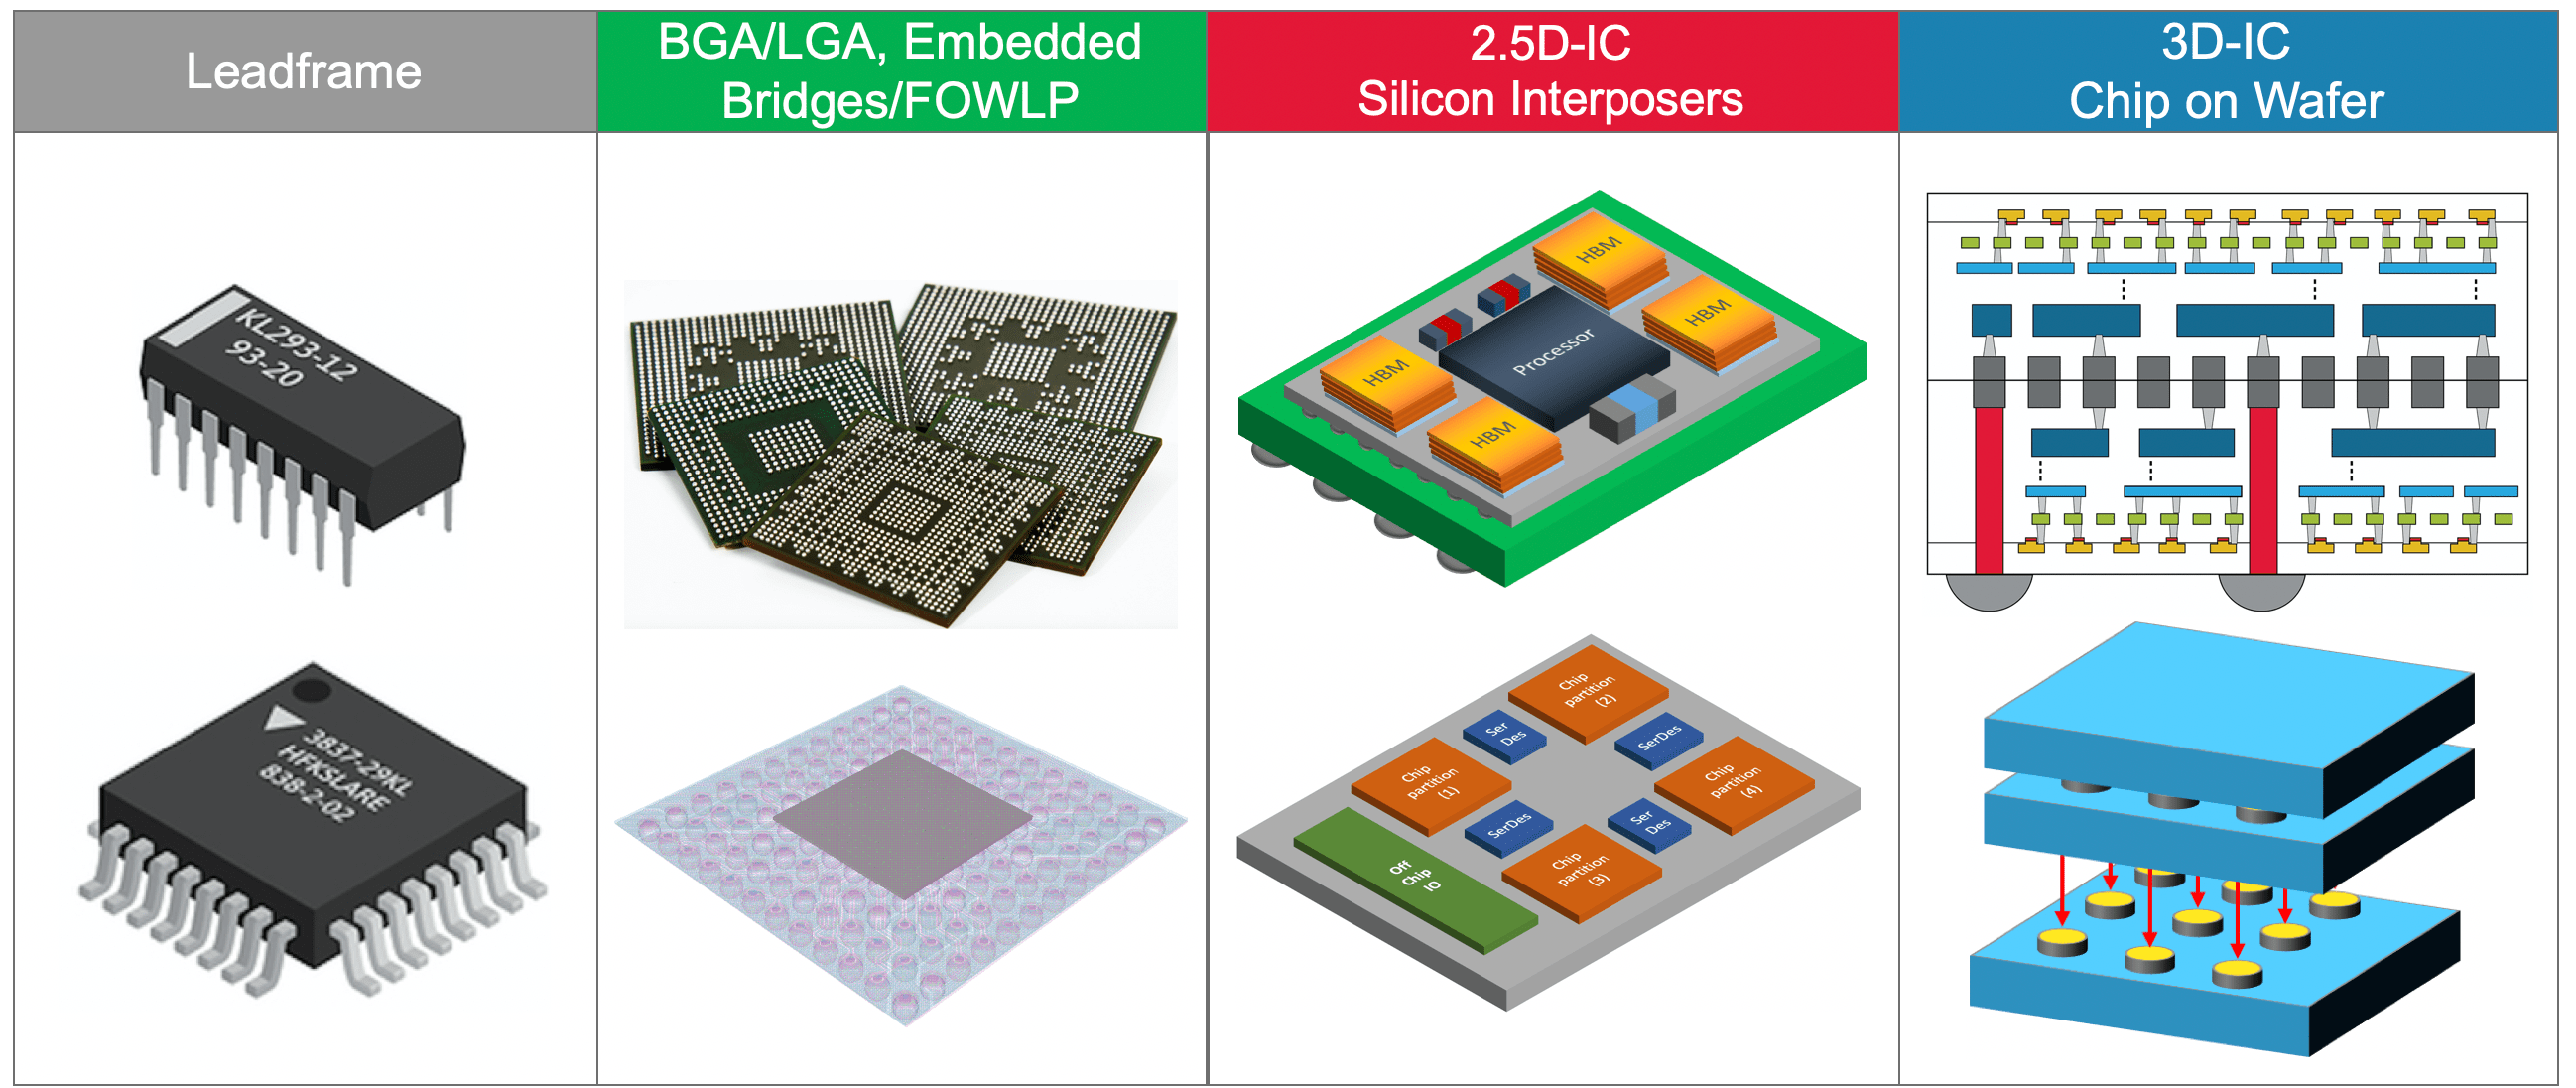 Leadframe
BGA/LGA, Embedded
Bridges/FOWLP
2.5D-IC
Silicon Interposers
3D-IC
Chip on Wafer
KL293-12
93-20
3837-29KL
HFKSLARE
838-2-02
HBM
HBM
HBM
HBM
Processor
Chip
partition
(2)
Ser
Des
SerDes
Chip
partition
(1)
Chip
partition
(4)
SerDes
Ser
Des
Chip
partition
(3)
Off
Chip
IO